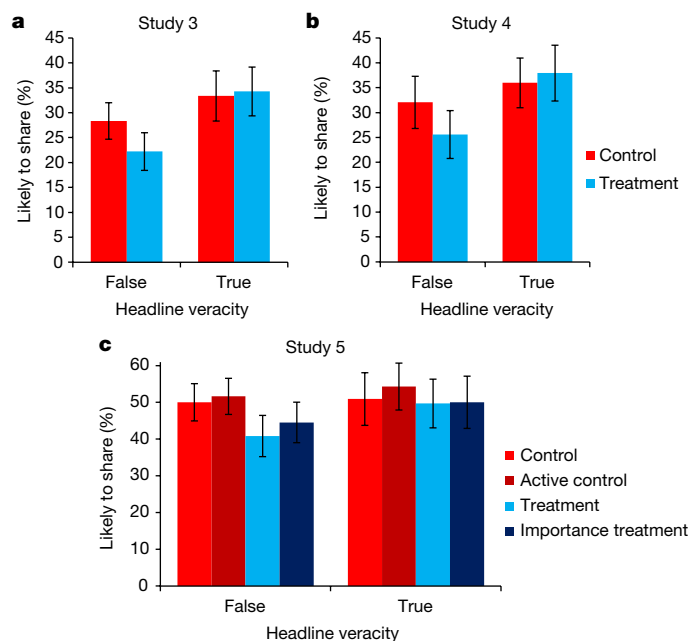 a
Study 3
Likely to share (%)
45
40
35
30
25
20
15
10
5
0
False
True
Headline veracity
b
Study 4
Likely to share (%)
45
40
35
30
25
20
15
10
5
0
False
True
Headline veracity
Control
Treatment
c
Study 5
Likely to share (%)
60
50
40
30
20
10
0
False
True
Headline veracity
Control
Active control
Treatment
Importance treatment